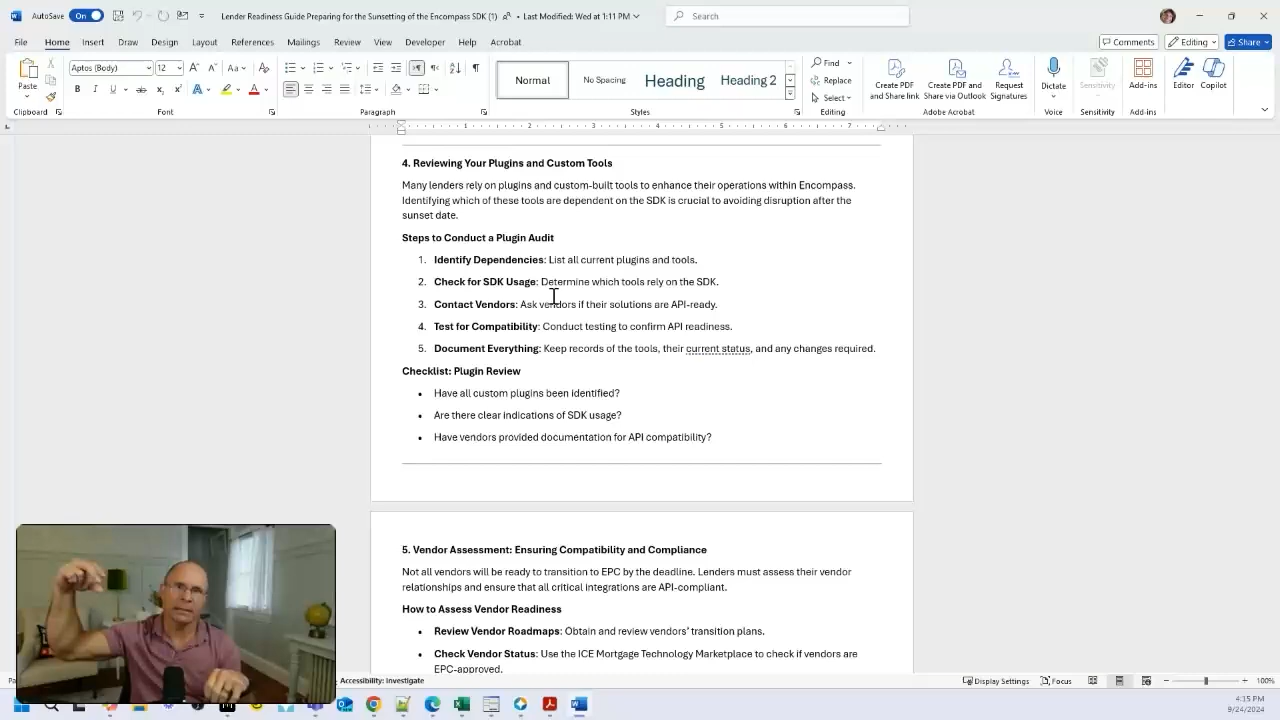 AutoSave
On
Lender Readiness Guide Preparing for the Sunsetting of the Encompass SDK (1) • Last Modified: Wed at 1:11 PM
Search
File Home Insert Draw Design Layout References Mailings Review View Developer Help Acrobat
Comments
Editing
Share
Paste
Aptos (Body)
12
Normal
No Spacing
Heading
Heading 2
Find
Replace
Select
Create PDF and Share link
Create PDF and Share via Outlook
Request Signatures
Dictate
Sensitivity
Add-ins
Editor
Copilot
Clipboard
Font
Paragraph
Styles
Editing
Adobe Acrobat
Voice
Sensitivity
Add-ins
1 2 3 4 5 6 7
4. Reviewing Your Plugins and Custom Tools
Many lenders rely on plugins and custom-built tools to enhance their operations within Encompass.
Identifying which of these tools are dependent on the SDK is crucial to avoiding disruption after the
sunset date.
Steps to Conduct a Plugin Audit
1. Identify Dependencies: List all current plugins and tools.
2. Check for SDK Usage: Determine which tools rely on the SDK.
3. Contact Vendors: Ask vendors if their solutions are API-ready.
4. Test for Compatibility: Conduct testing to confirm API readiness.
5. Document Everything: Keep records of the tools, their current status, and any changes required.
Checklist: Plugin Review
• Have all custom plugins been identified?
• Are there clear indications of SDK usage?
• Have vendors provided documentation for API compatibility?
5. Vendor Assessment: Ensuring Compatibility and Compliance
Not all vendors will be ready to transition to EPC by the deadline. Lenders must assess their vendor
relationships and ensure that all critical integrations are API-compliant.
How to Assess Vendor Readiness
• Review Vendor Roadmaps: Obtain and review vendors' transition plans.
• Check Vendor Status: Use the ICE Mortgage Technology Marketplace to check if vendors are
EPC-approved.
Accessibility: Investigate
Display Settings
Focus
100%
4:15 PM
9/24/2024